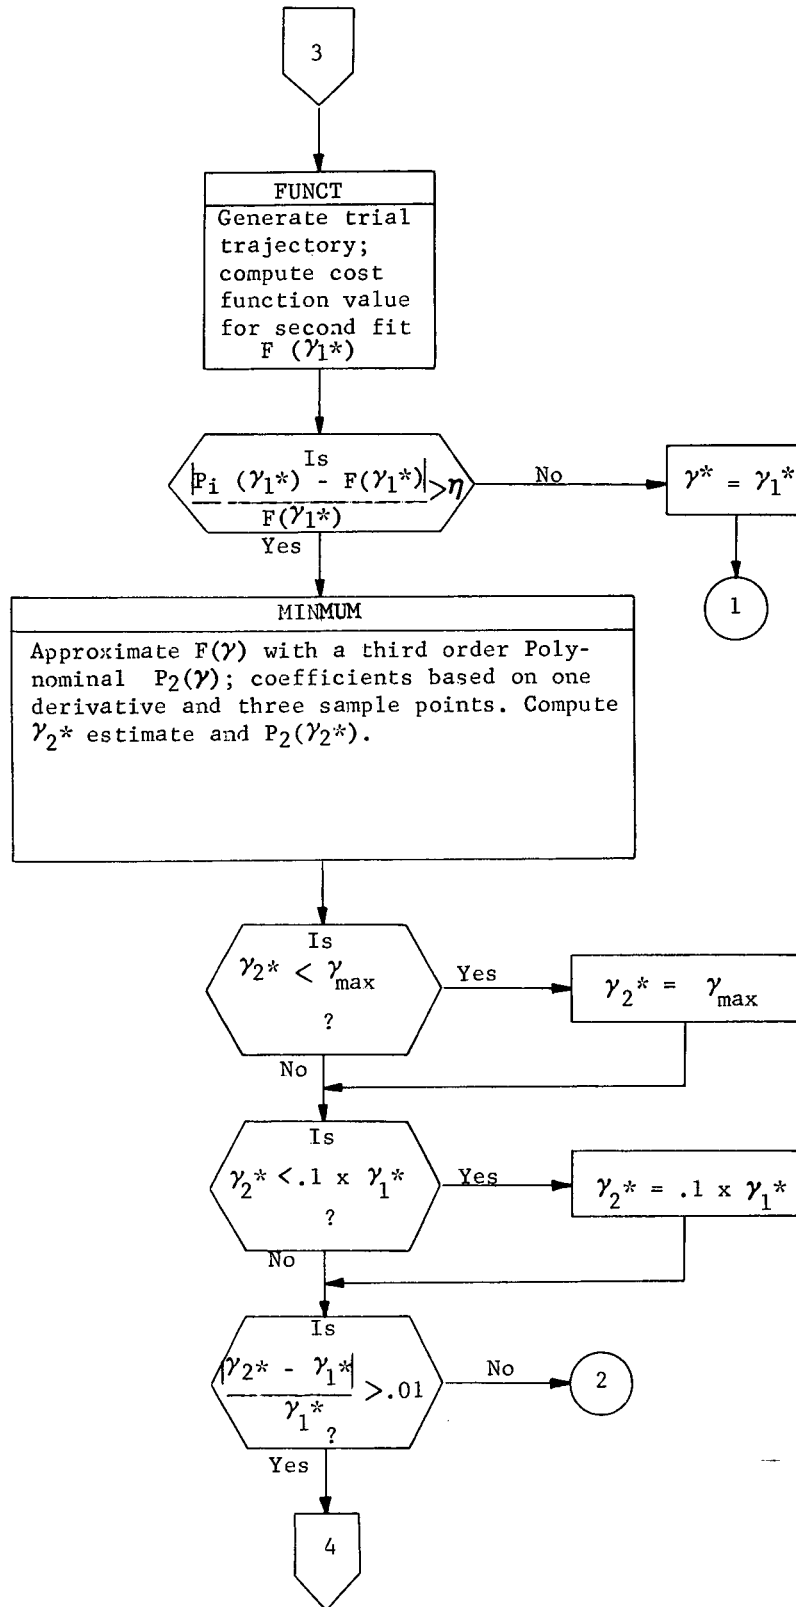 3
FUNCT
Generate trial
trajectory;
compute cost
function value
for second fit
F (γ₁*)
Is
|Pᵢ (γ₁*) - F(γ₁*)| > η
F(γ₁*)
No
γ* = γ₁*
Yes
1
MINMUM
Approximate F(γ) with a third order Poly-
nominal P₂(γ); coefficients based on one
derivative and three sample points. Compute
γ₂* estimate and P₂(γ₂*).
Is
γ₂* < γmax
?
Yes
γ₂* = γmax
No
Is
γ₂* < .1 x γ₁*
?
Yes
γ₂* = .1 x γ₁*
No
Is
|γ₂* - γ₁*|
γ₁*
>.01
?
No
2
Yes
4